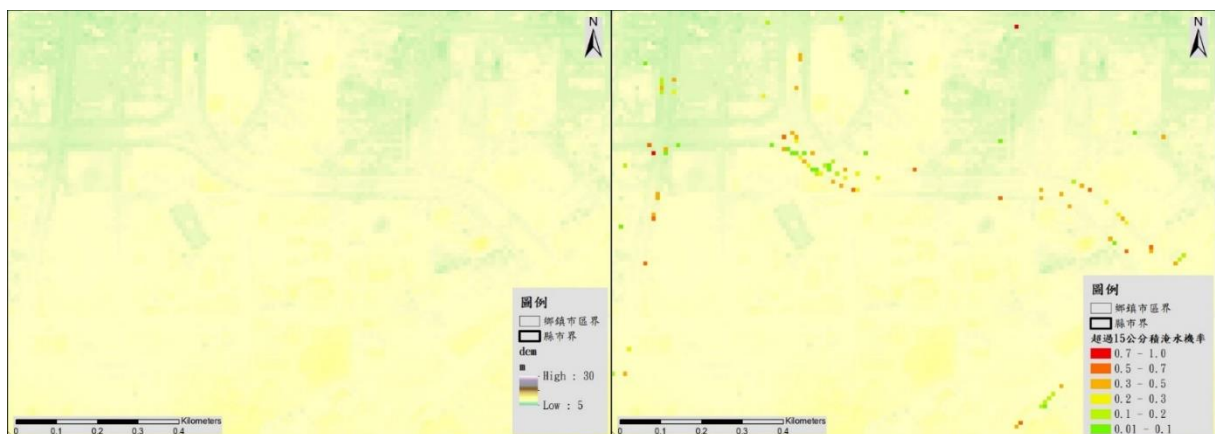 N
圖例
鄉鎮市區界
縣市界
dem
m
High : 30
Low : 5
Kilometers
0 0.1 0.2 0.3 0.4
N
圖例
鄉鎮市區界
縣市界
超過15公分積淹水機率
0.7 - 1.0
0.5 - 0.7
0.3 - 0.5
0.2 - 0.3
0.1 - 0.2
0.01 - 0.1
Kilometers
0 0.1 0.2 0.3 0.4